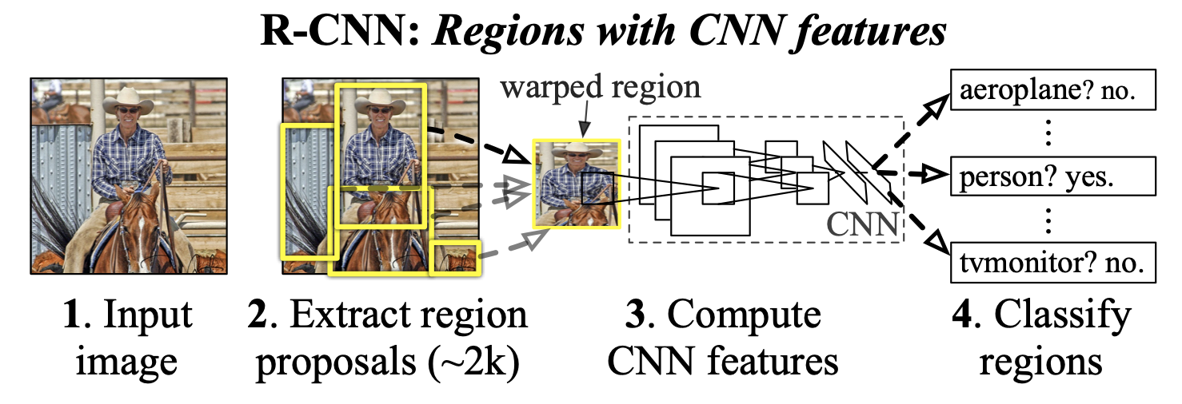 R-CNN: Regions with CNN features
warped region
aeroplane? no.
person? yes.
tvmonitor? no.
CNN
1. Input
image
2. Extract region
proposals (~2k)
3. Compute
CNN features
4. Classify
regions